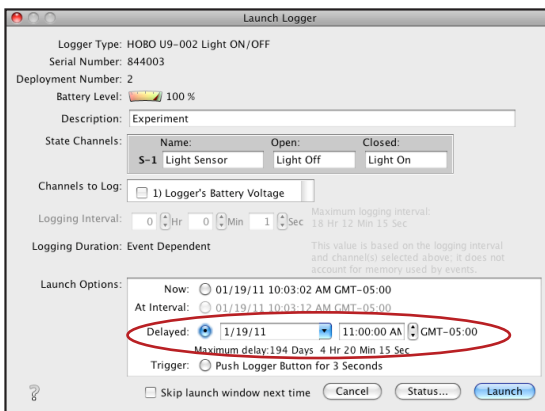 Launch Logger
Logger Type: HOBO U9-002 Light ON/OFF
Serial Number: 844003
Deployment Number: 2
Battery Level: 100 %
Description: Experiment
State Channels: Name: Open: Closed:
S-1 Light Sensor Light Off Light On
Channels to Log: 1) Logger's Battery Voltage
Logging Interval: 0 Hr 0 Min 1 Sec Maximum logging interval:
18 Hr 12 Min 15 Sec
Logging Duration: Event Dependent This value is based on the logging interval
and channel(s) selected above; it does not
account for memory used by events.
Launch Options: Now: 01/19/11 10:03:02 AM GMT-05:00
At Interval: 01/19/11 10:03:12 AM GMT-05:00
Delayed: 1/19/11 11:00:00 AM GMT-05:00
Maximum delay:194 Days 4 Hr 20 Min 15 Sec
Trigger: Push Logger Button for 3 Seconds
? Skip launch window next time Cancel Status... Launch